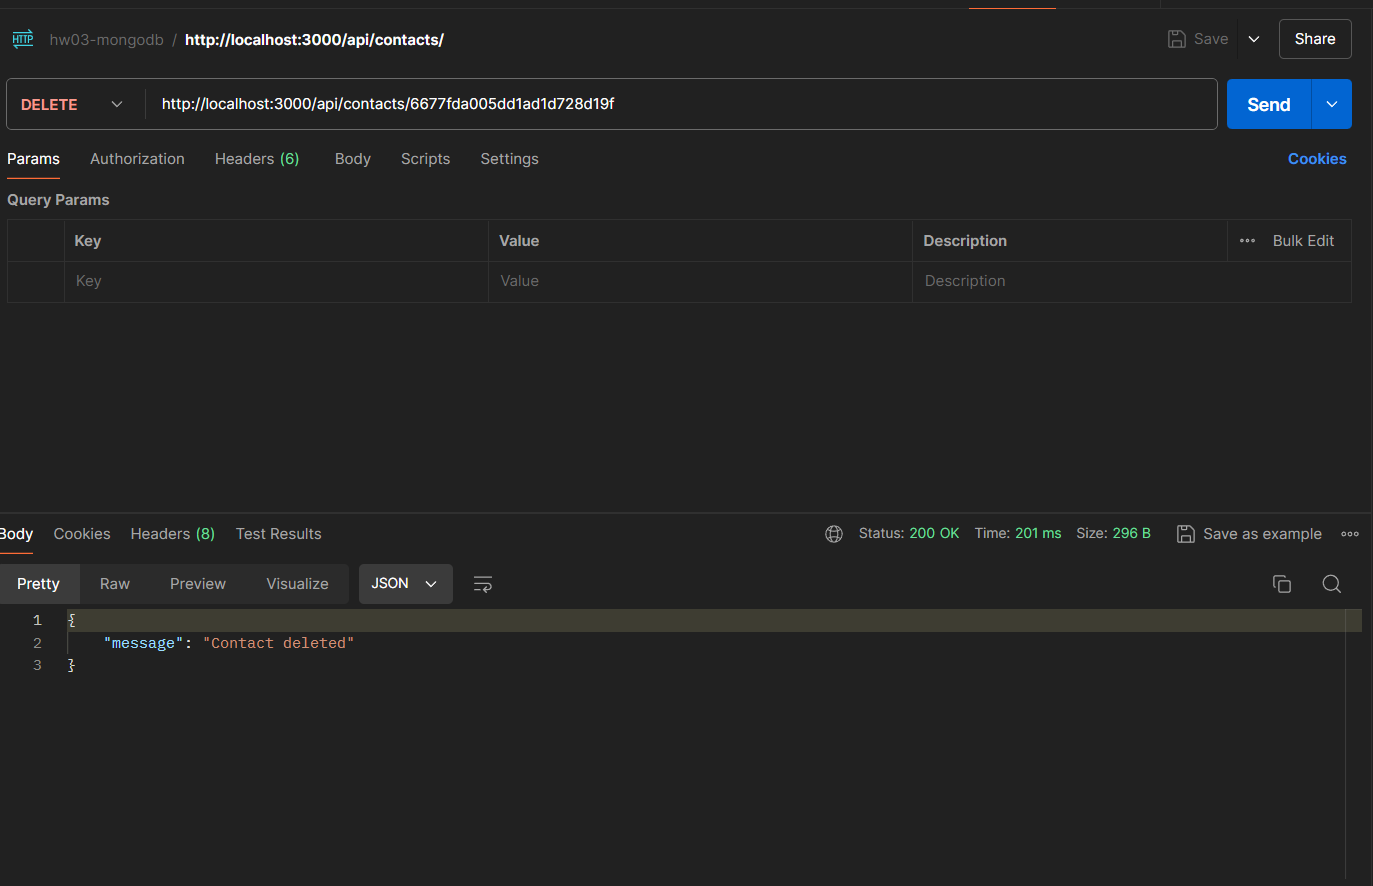 HTTP hw03-mongodb / http://localhost:3000/api/contacts/ Save Share
DELETE http://localhost:3000/api/contacts/6677fda005dd1ad1d728d19f Send
Params Authorization Headers (6) Body Scripts Settings Cookies
Query Params
Key Value Description Bulk Edit
Key Value Description
Body Cookies Headers (8) Test Results Status: 200 OK Time: 201 ms Size: 296 B Save as example
Pretty Raw Preview Visualize JSON
1 {
2 "message": "Contact deleted"
3 }